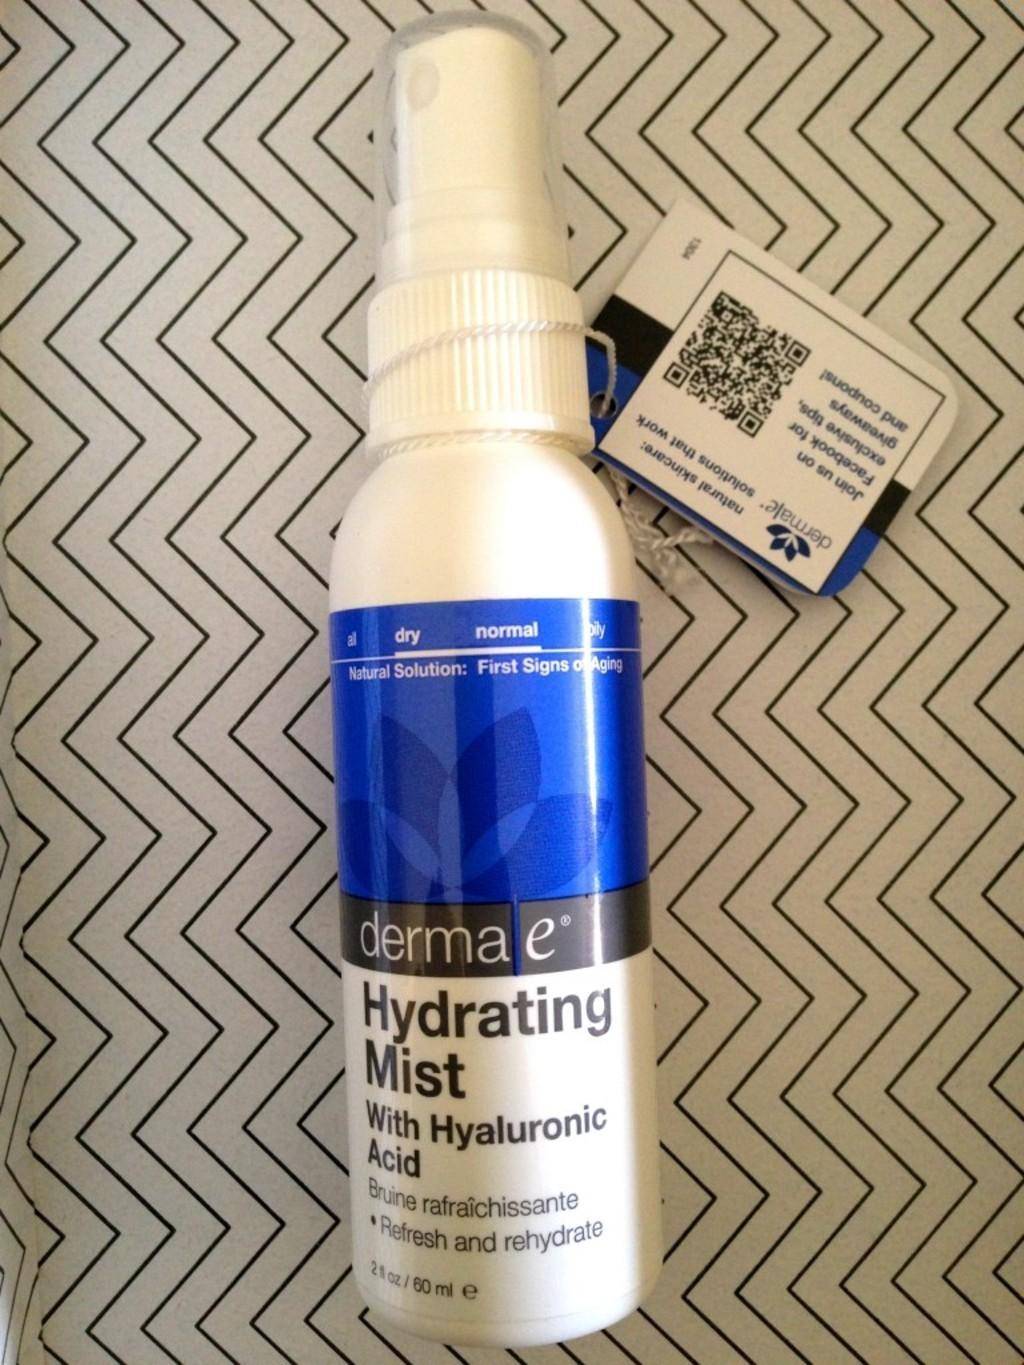 all dry normal oily
Natural Solution: First Signs of Aging
derma e®
Hydrating
Mist
With Hyaluronic
Acid
Bruine rafraîchissante
• Refresh and rehydrate
2 fl oz / 60 ml ℮
derma e®
natural skincare:
solutions that work
Join us on
Facebook for
exclusive tips,
giveaways
and coupons!
1304